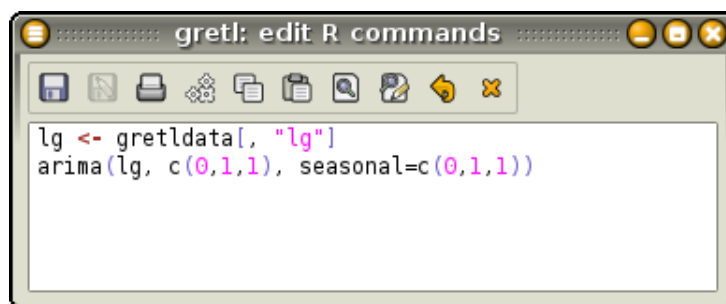 gretl: edit R commands
lg <- gretldata[, "lg"]
arima(lg, c(0,1,1), seasonal=c(0,1,1))